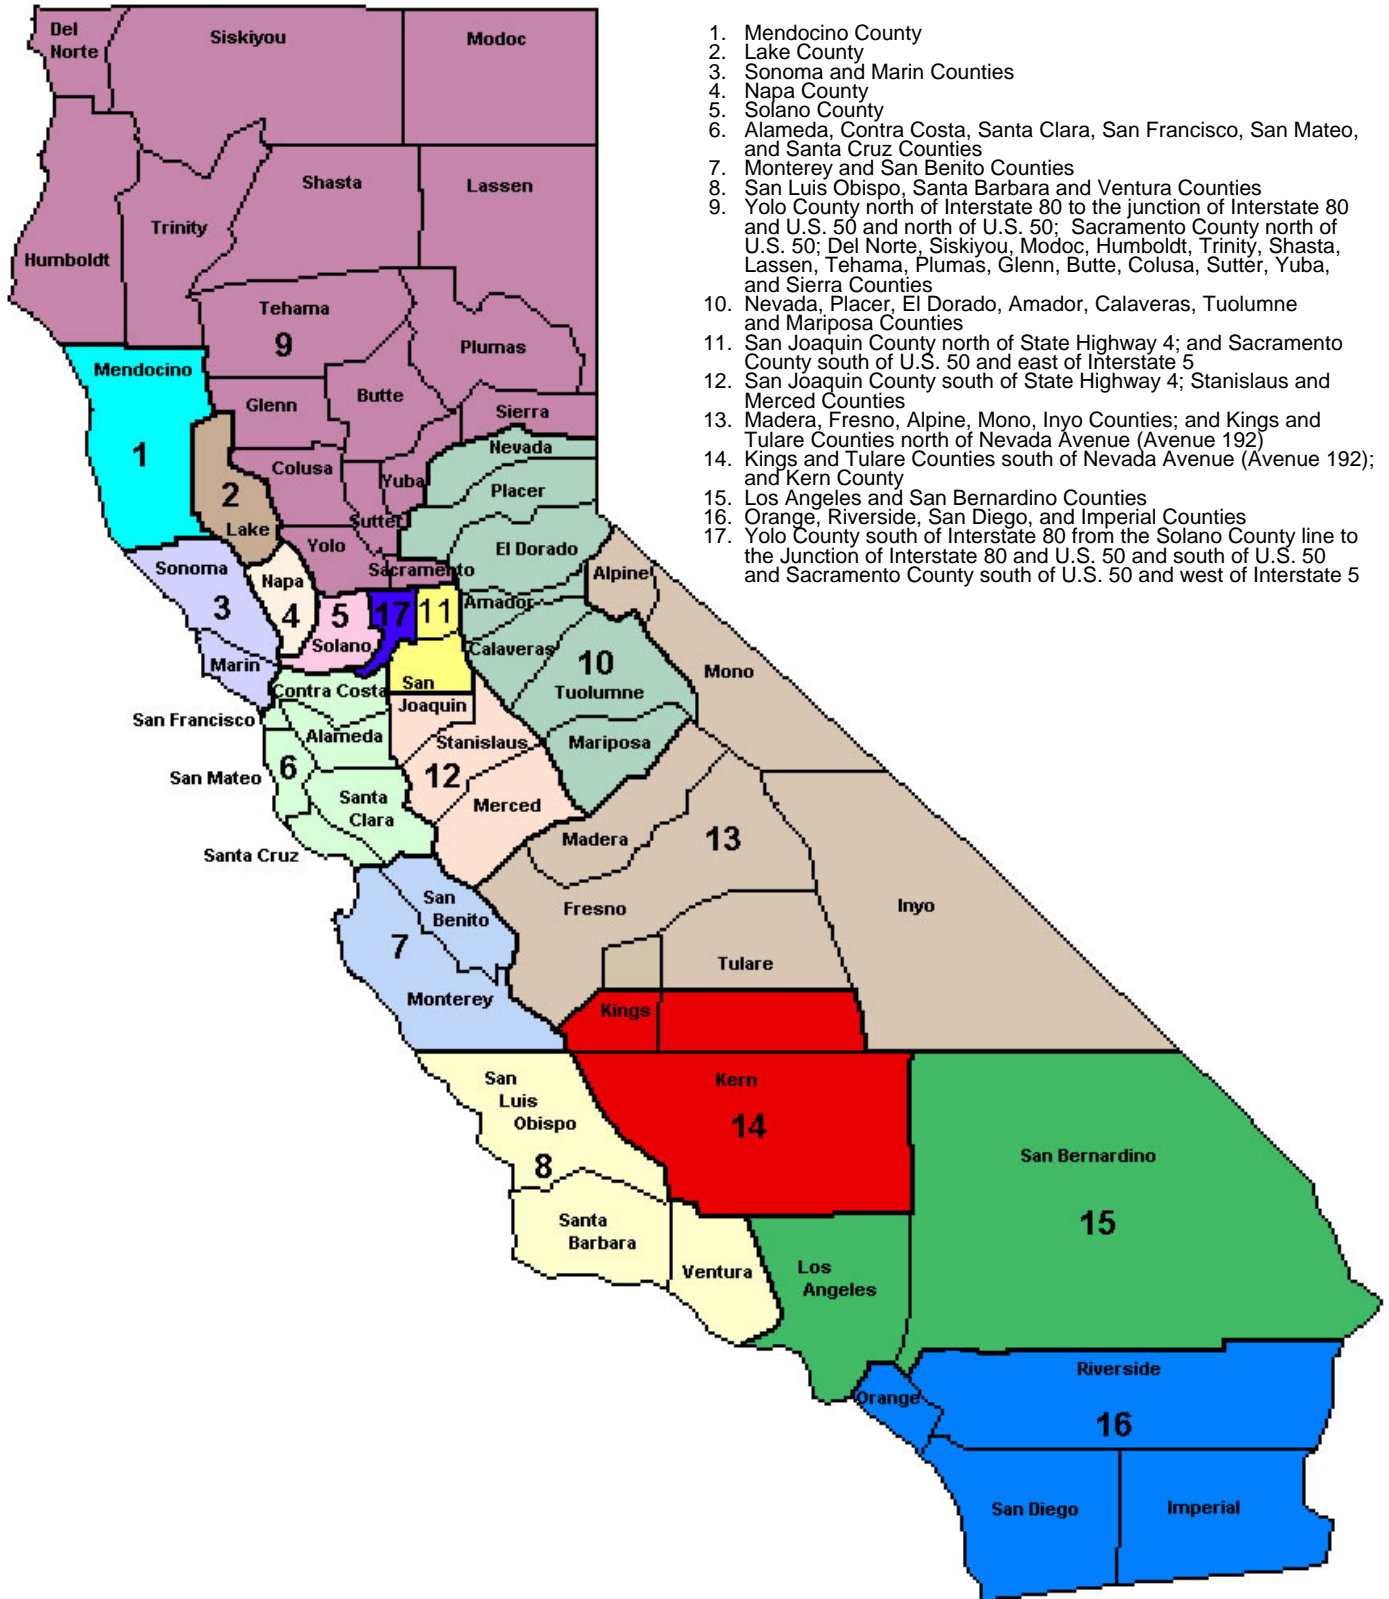 Del
Norte
Siskiyou
Modoc
1. Mendocino County
2. Lake County
3. Sonoma and Marin Counties
4. Napa County
5. Solano County
6. Alameda, Contra Costa, Santa Clara, San Francisco, San Mateo,
and Santa Cruz Counties
7. Monterey and San Benito Counties
8. San Luis Obispo, Santa Barbara and Ventura Counties
9. Yolo County north of Interstate 80 to the junction of Interstate 80
and U.S. 50 and north of U.S. 50; Sacramento County north of
U.S. 50; Del Norte, Siskiyou, Modoc, Humboldt, Trinity, Shasta,
Lassen, Tehama, Plumas, Glenn, Butte, Colusa, Sutter, Yuba,
and Sierra Counties
10. Nevada, Placer, El Dorado, Amador, Calaveras, Tuolumne
and Mariposa Counties
11. San Joaquin County north of State Highway 4; and Sacramento
County south of U.S. 50 and east of Interstate 5
12. San Joaquin County south of State Highway 4; Stanislaus and
Merced Counties
13. Madera, Fresno, Alpine, Mono, Inyo Counties; and Kings and
Tulare Counties north of Nevada Avenue (Avenue 192)
14. Kings and Tulare Counties south of Nevada Avenue (Avenue 192);
and Kern County
15. Los Angeles and San Bernardino Counties
16. Orange, Riverside, San Diego, and Imperial Counties
17. Yolo County south of Interstate 80 from the Solano County line to
the Junction of Interstate 80 and U.S. 50 and south of U.S. 50
and Sacramento County south of U.S. 50 and west of Interstate 5
Shasta
Lassen
Trinity
Humboldt
Tehama
9
Plumas
Mendocino
Butte
Glenn
Sierra
1
Nevada
Colusa
Yuba
2
Placer
Sutter
Lake
Yolo
El Dorado
Sonoma
Sacramento
Alpine
Napa
3
4
5
17
11
Amador
Solano
Calaveras
10
Marin
Mono
San
Contra Costa
Tuolumne
Joaquin
San Francisco
Alameda
Stanislaus
Mariposa
6
San Mateo
12
Santa
Clara
Merced
Madera
13
Santa Cruz
San
Benito
Fresno
Inyo
7
Tulare
Monterey
Kings
San
Luis
Obispo
Kern
14
8
San Bernardino
15
Santa
Barbara
Ventura
Los
Angeles
Riverside
Orange
16
San Diego
Imperial